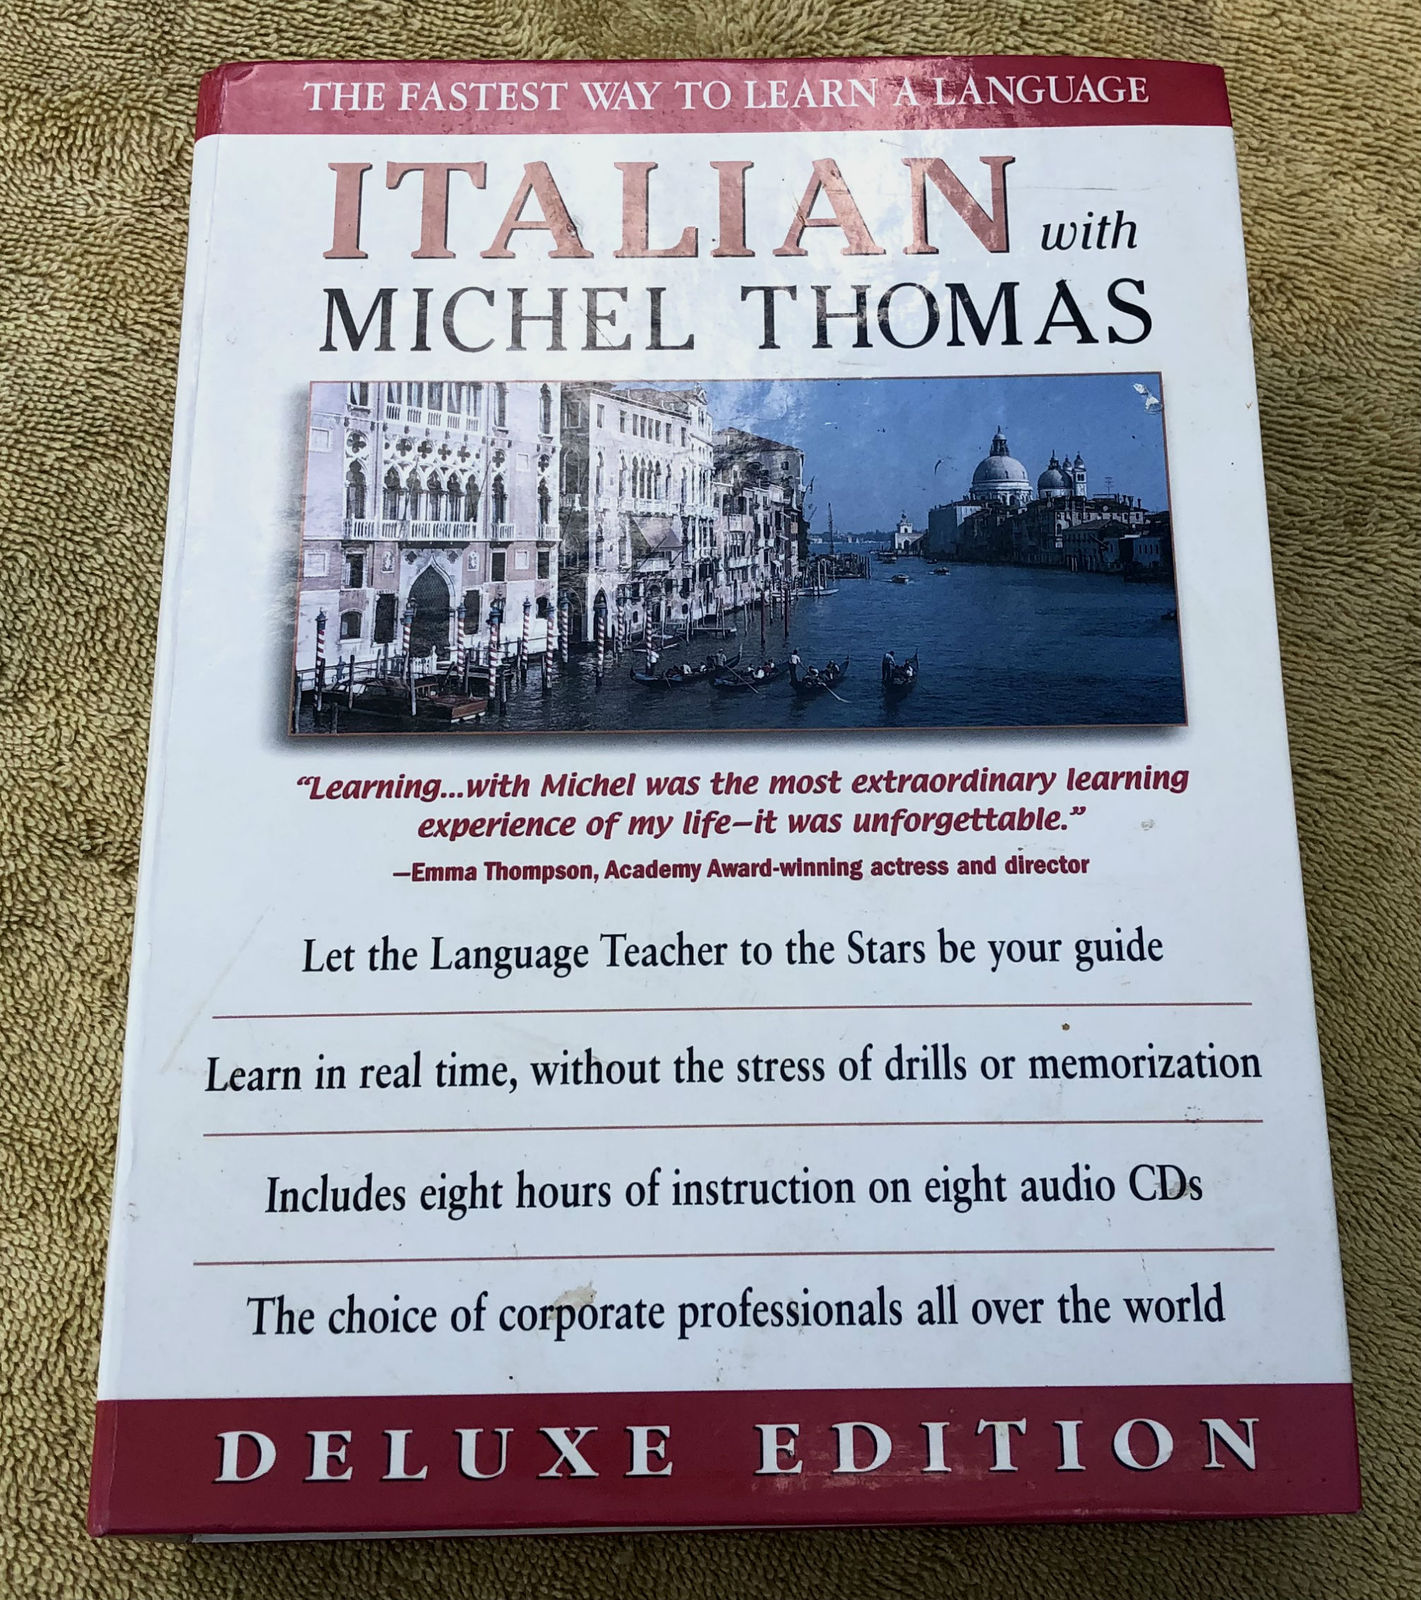 THE FASTEST WAY TO LEARN A LANGUAGE
ITALIAN with
MICHEL THOMAS
“Learning...with Michel was the most extraordinary learning
experience of my life–it was unforgettable.”
—Emma Thompson, Academy Award-winning actress and director
Let the Language Teacher to the Stars be your guide
Learn in real time, without the stress of drills or memorization
Includes eight hours of instruction on eight audio CDs
The choice of corporate professionals all over the world
DELUXE EDITION